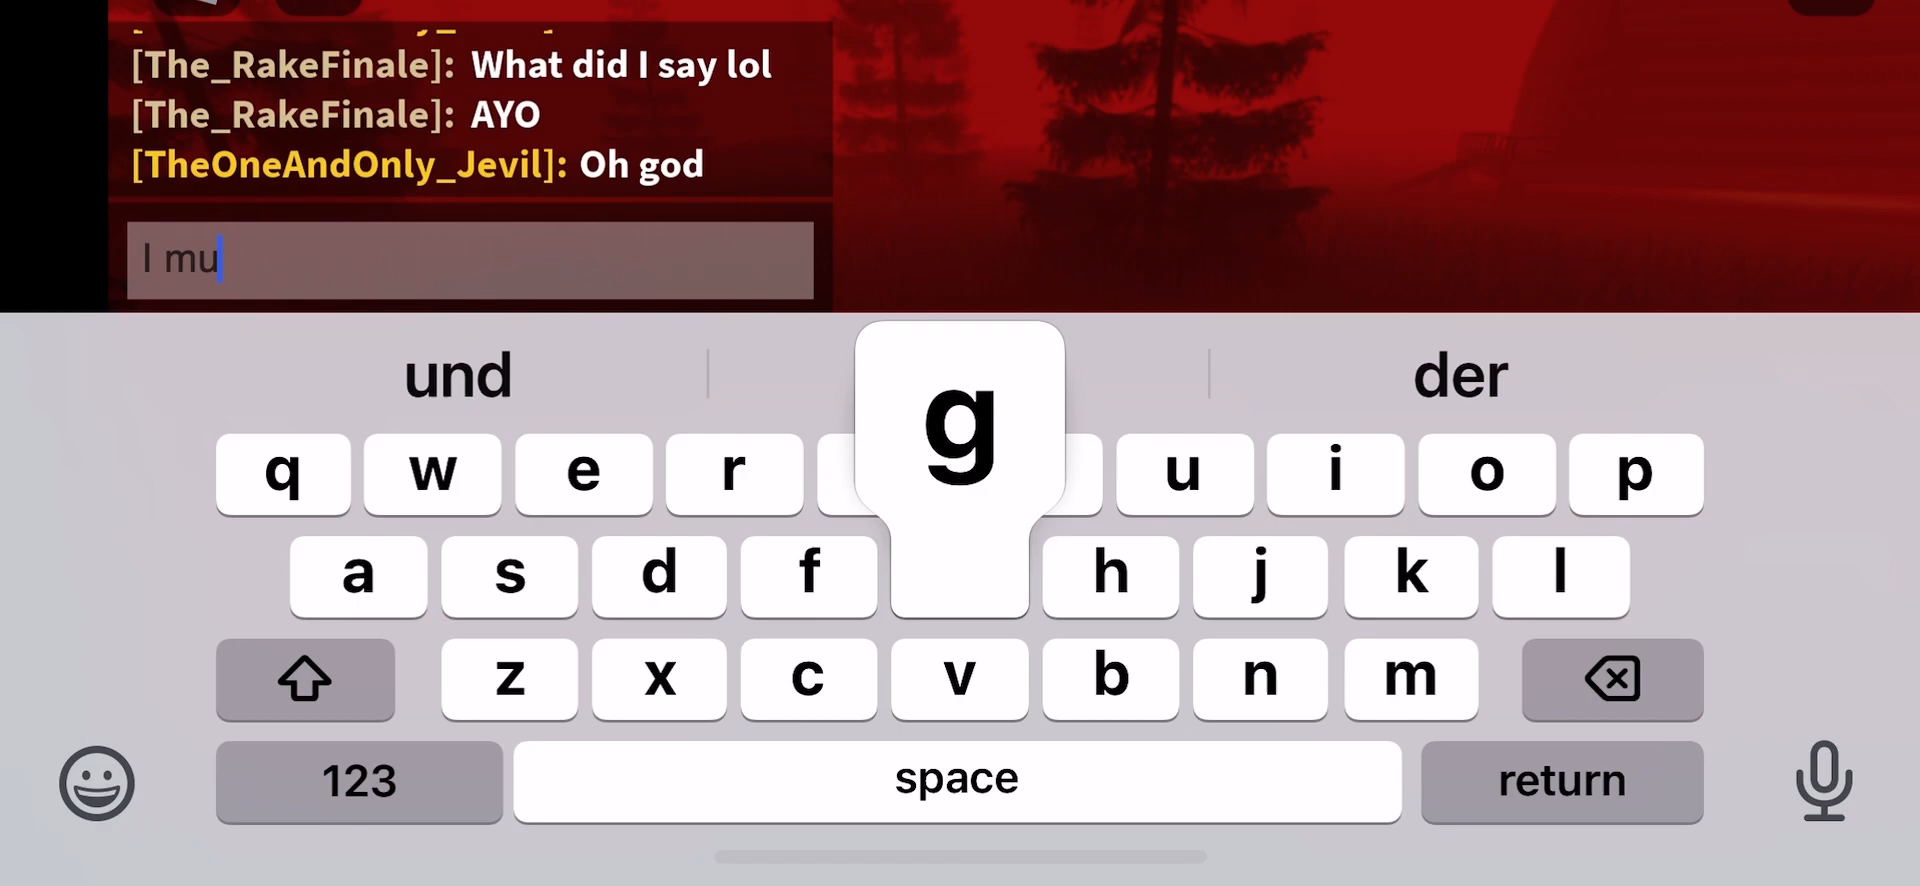 [The_RakeFinale]: What did I say lol
[The_RakeFinale]: AYO
[TheOneAndOnly_Jevil]: Oh god
I mu
und der
g
q w e r u i o p
a s d f h j k l
z x c v b n m
123 space return